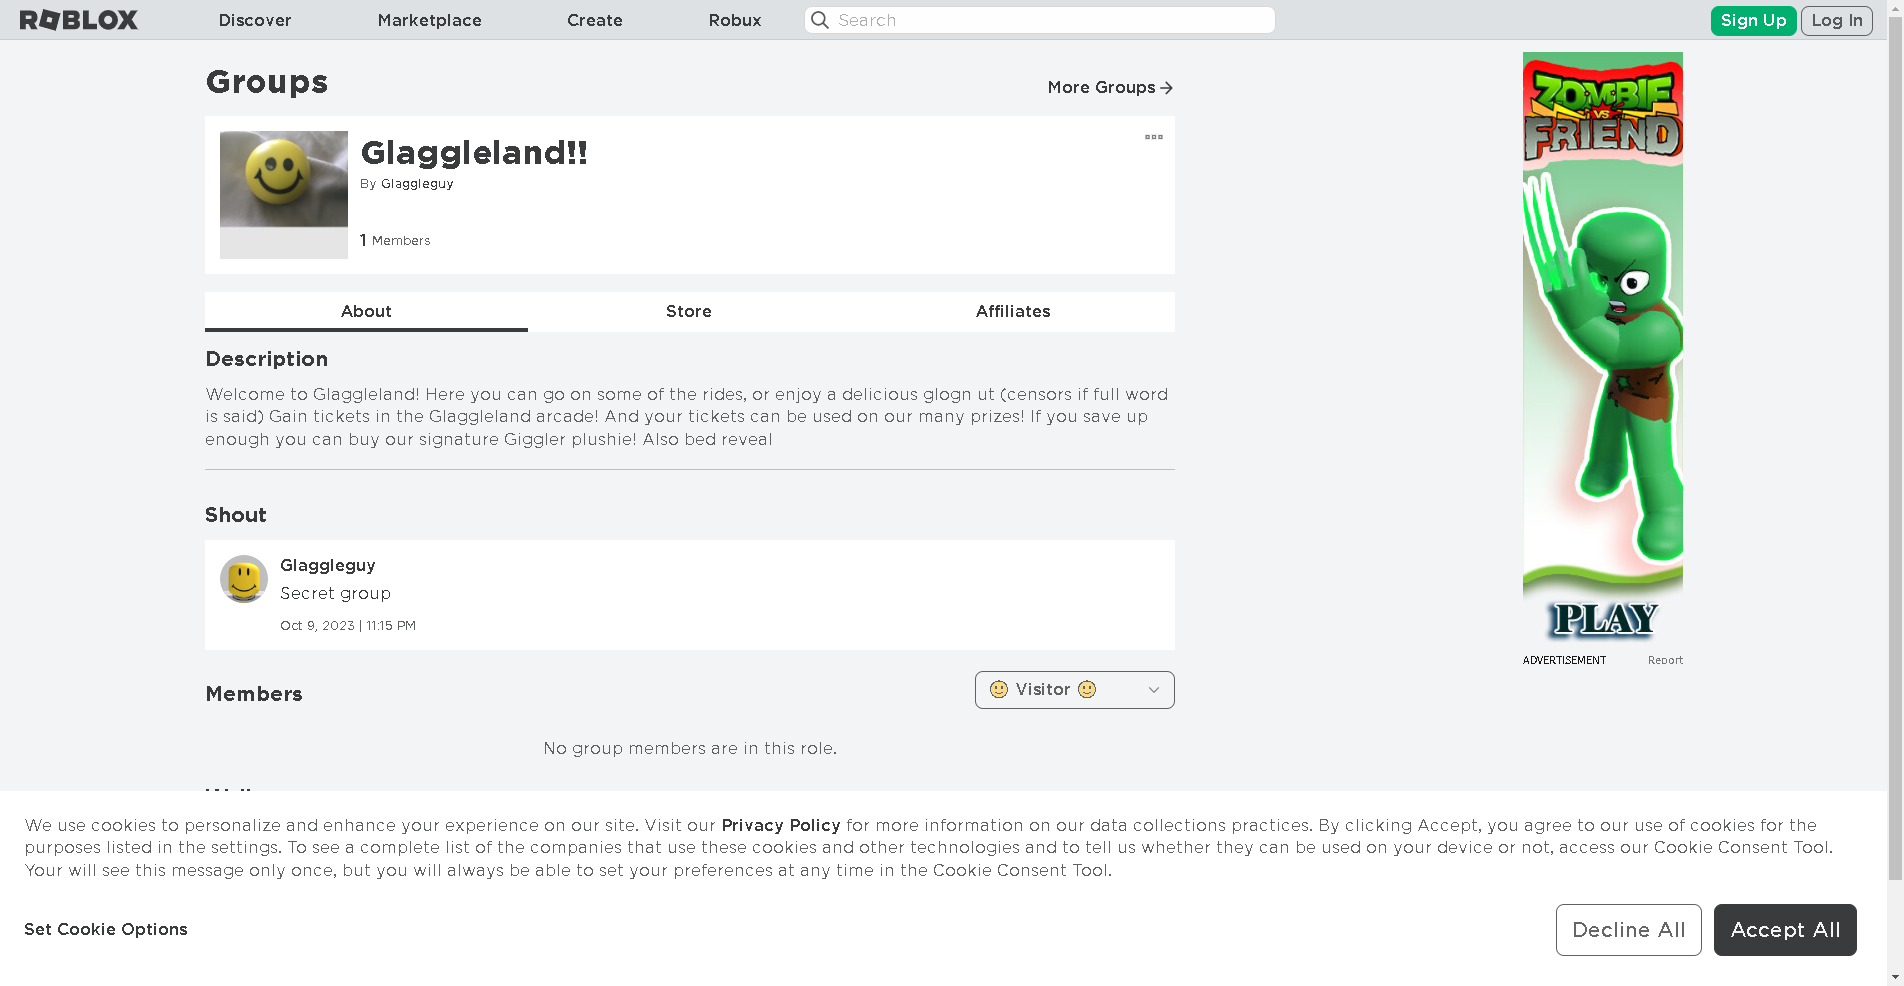 ROBLOX Discover Marketplace Create Robux Search Sign Up Log In
Groups
More Groups
Glaggleland!!
By Glaggleguy
1 Members
About Store Affiliates
Description
Welcome to Glaggleland! Here you can go on some of the rides, or enjoy a delicious glogn ut (censors if full word
is said) Gain tickets in the Glaggleland arcade! And your tickets can be used on our many prizes! If you save up
enough you can buy our signature Giggler plushie! Also bed reveal
Shout
Glaggleguy
Secret group
Oct 9, 2023 | 11:15 PM
Members
Visitor
No group members are in this role.
ZOMBIE
VS
FRIEND
PLAY
ADVERTISEMENT Report
We use cookies to personalize and enhance your experience on our site. Visit our Privacy Policy for more information on our data collections practices. By clicking Accept, you agree to our use of cookies for the
purposes listed in the settings. To see a complete list of the companies that use these cookies and other technologies and to tell us whether they can be used on your device or not, access our Cookie Consent Tool.
Your will see this message only once, but you will always be able to set your preferences at any time in the Cookie Consent Tool.
Set Cookie Options
Decline All
Accept All